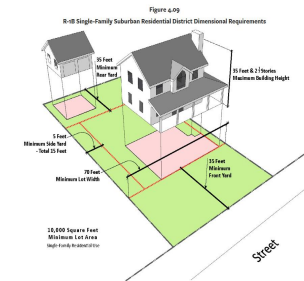 Figure 4.09
R-1B Single-Family Suburban Residential District Dimensional Requirements
35 Feet
Minimum
Rear Yard
35 Feet & 2½ Stories
Maximum Building Height
5 Feet
Minimum Side Yard
- Total 15 Feet
70 Feet
Minimum Lot Width
35 Feet
Minimum
Front Yard
10,000 Square Feet
Minimum Lot Area
Single-Family Residential Use
Street